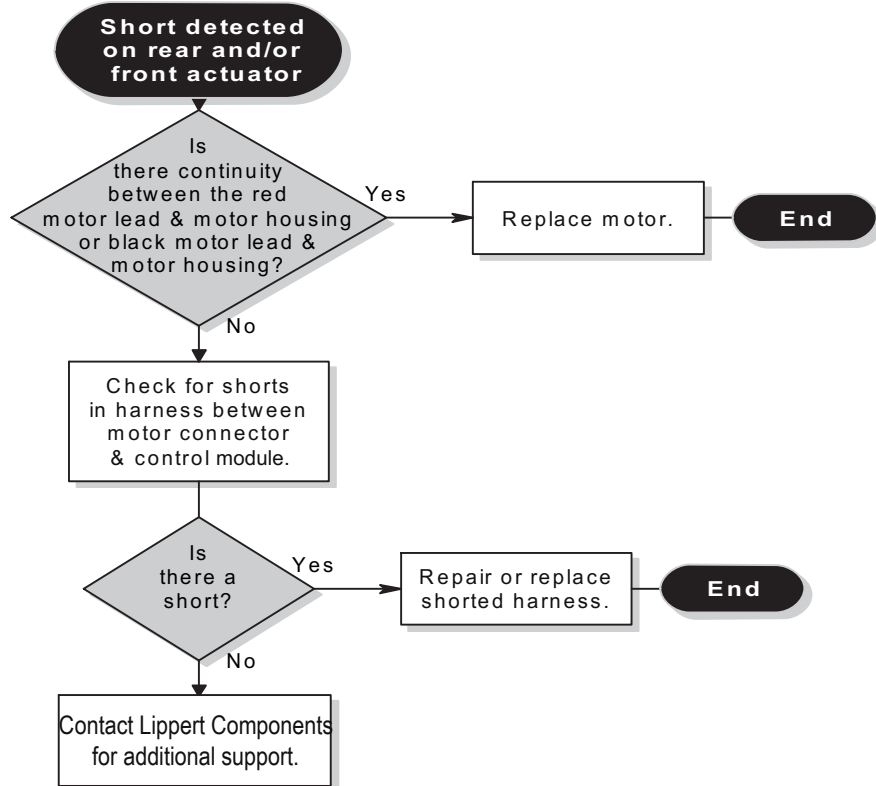 Short detected
on rear and/or
front actuator
Is
there continuity
between the red
motor lead & motor housing
or black motor lead &
motor housing?
Yes
Replace motor.
End
No
Check for shorts
in harness between
motor connector
& control module.
Is
there a
short?
Yes
Repair or replace
shorted harness.
End
No
Contact Lippert Components
for additional support.